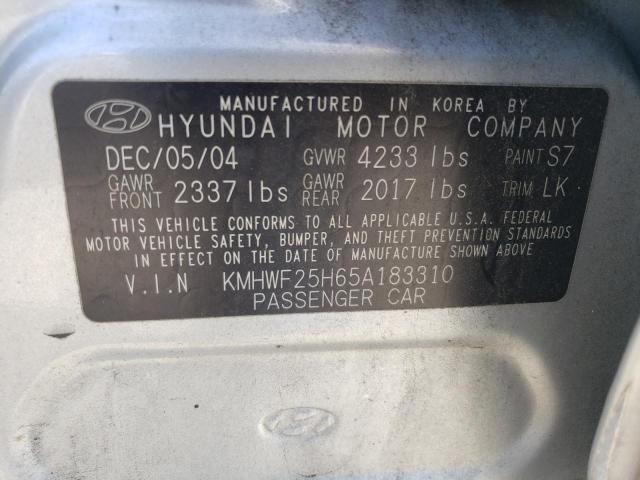 MANUFACTURED IN KOREA BY
HYUNDAI MOTOR COMPANY
DEC/05/04 GVWR 4233 lbs PAINT S7
GAWR FRONT 2337 lbs GAWR REAR 2017 lbs TRIM LK
THIS VEHICLE CONFORMS TO ALL APPLICABLE U.S.A. FEDERAL
MOTOR VEHICLE SAFETY, BUMPER, AND THEFT PREVENTION STANDARDS
IN EFFECT ON THE DATE OF MANUFACTURE SHOWN ABOVE
V.I.N KMHWF25H65A183310
PASSENGER CAR